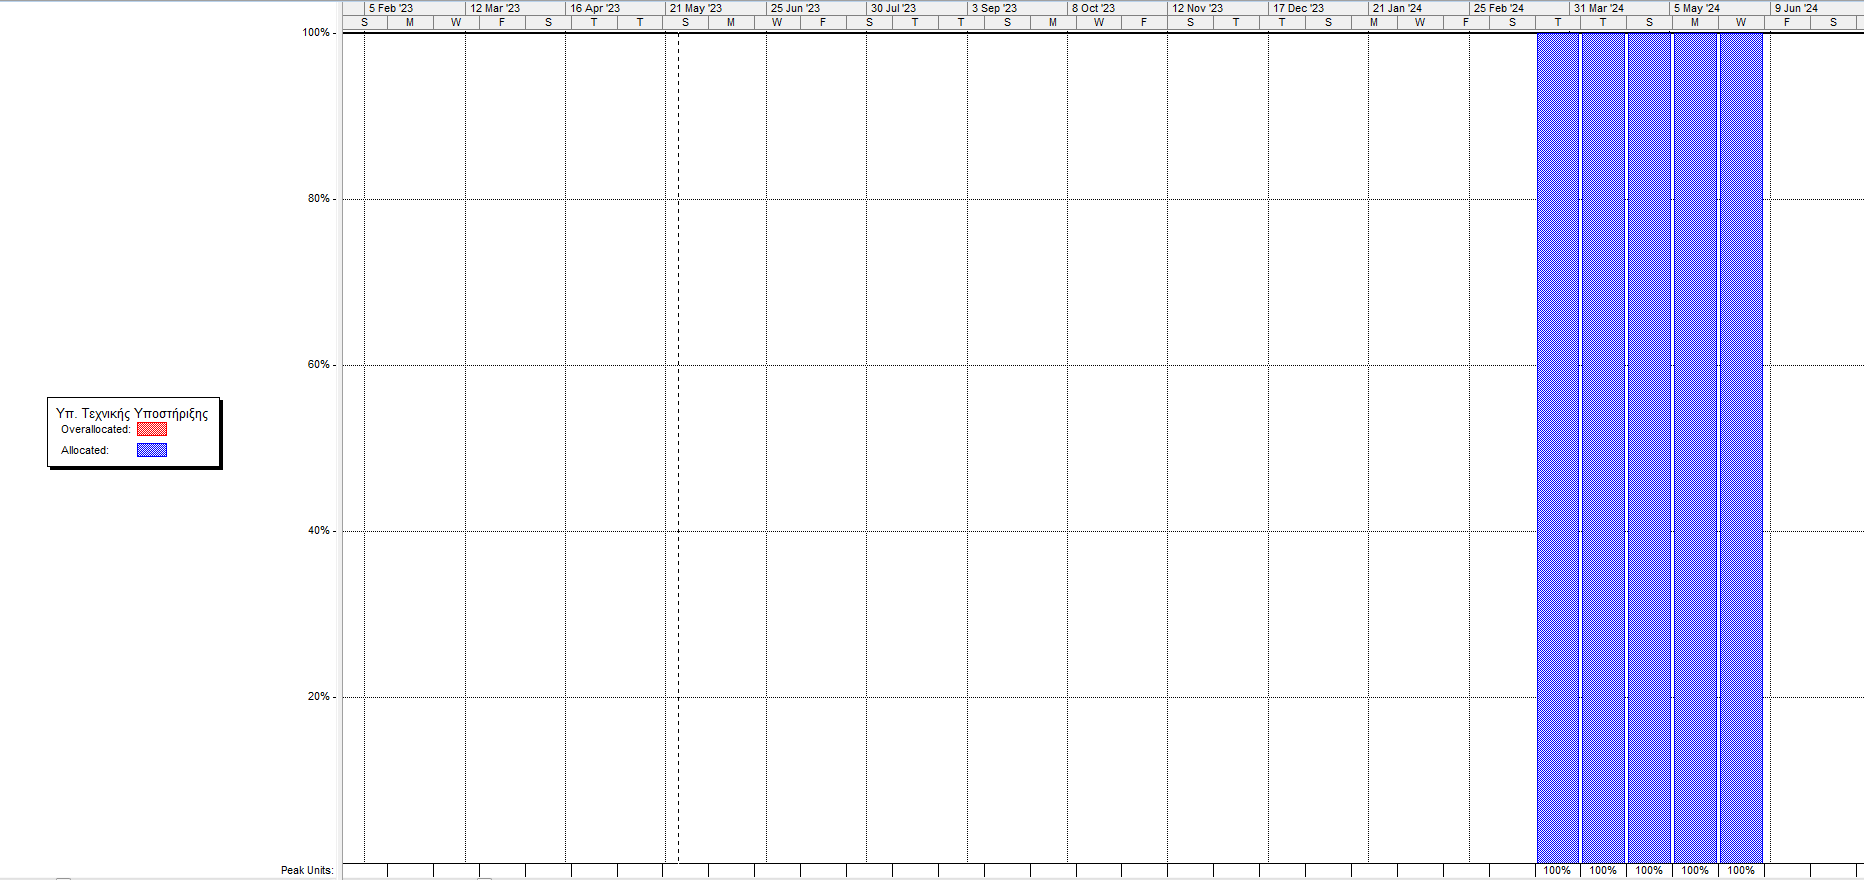 5 Feb '23 12 Mar '23 16 Apr '23 21 May '23 25 Jun '23 30 Jul '23 3 Sep '23 8 Oct '23 12 Nov '23 17 Dec '23 21 Jan '24 25 Feb '24 31 Mar '24 5 May '24 9 Jun '24
S M W F S T T S M W F S T T S M W F S T T S M W F S T T S M W F S
100%
80%
60%
Υπ. Τεχνικής Υποστήριξης
Overallocated:
Allocated:
40%
20%
Peak Units: 100% 100% 100% 100% 100%